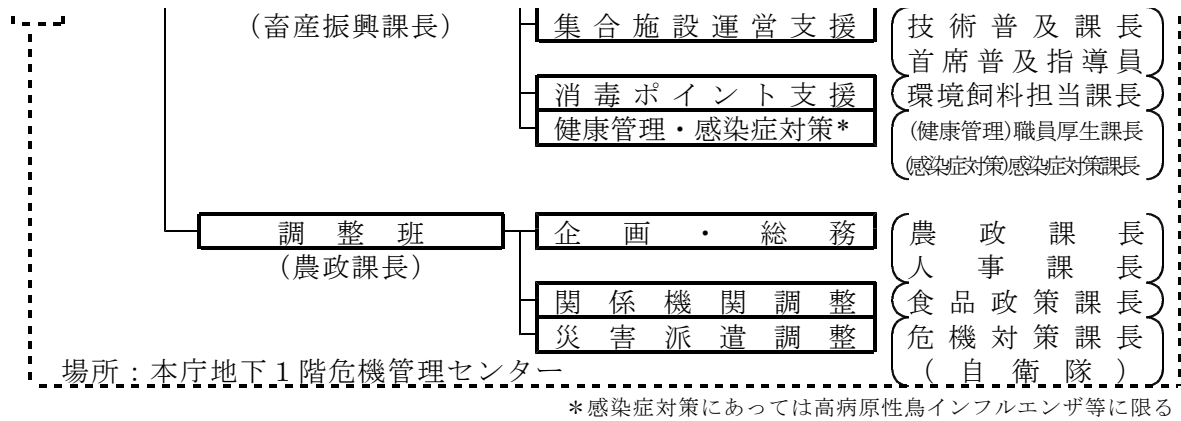 (畜産振興課長) 集合施設運営支援 技術普及課長
首席普及指導員
消毒ポイント支援 環境飼料担当課長
健康管理・感染症対策* (健康管理)職員厚生課長
(感染症対策)感染症対策課長
調整班 企画・総務 農政課長
(農政課長) 人事課長
関係機関調整 食品政策課長
災害派遣調整 危機対策課長
場所：本庁地下１階危機管理センター (自衛隊)
＊感染症対策にあっては高病原性鳥インフルエンザ等に限る